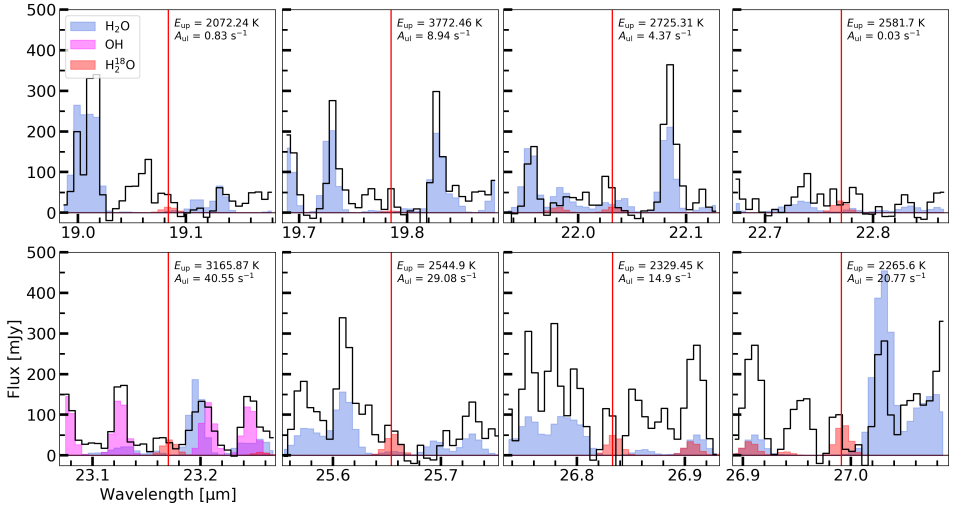 500
400
300
200
100
0
H₂O
OH
H₂¹⁸O
Eup = 2072.24 K
Aul = 0.83 s⁻¹
19.0
19.1
Eup = 3772.46 K
Aul = 8.94 s⁻¹
19.7
19.8
Eup = 2725.31 K
Aul = 4.37 s⁻¹
22.0
22.1
Eup = 2581.7 K
Aul = 0.03 s⁻¹
22.7
22.8
Flux [mJy]
500
400
300
200
100
0
Eup = 3165.87 K
Aul = 40.55 s⁻¹
23.1
23.2
Wavelength [µm]
Eup = 2544.9 K
Aul = 29.08 s⁻¹
25.6
25.7
Eup = 2329.45 K
Aul = 14.9 s⁻¹
26.8
26.9
Eup = 2265.6 K
Aul = 20.77 s⁻¹
26.9
27.0